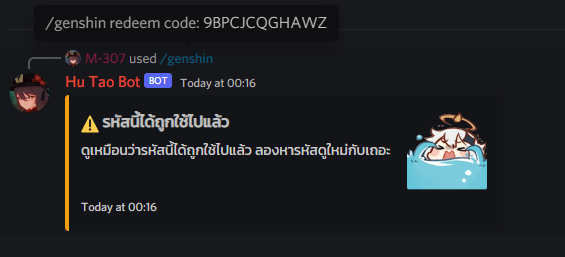 /genshin redeem code: 9BPCJCQGHAWZ
M-307 used /genshin
Hu Tao Bot BOT Today at 00:16
รหัสนี้ได้ถูกใช้ไปแล้ว
ดูเหมือนว่ารหัสนี้ได้ถูกใช้ไปแล้ว ลองหารหัสดูใหม่กันเถอะ
Today at 00:16